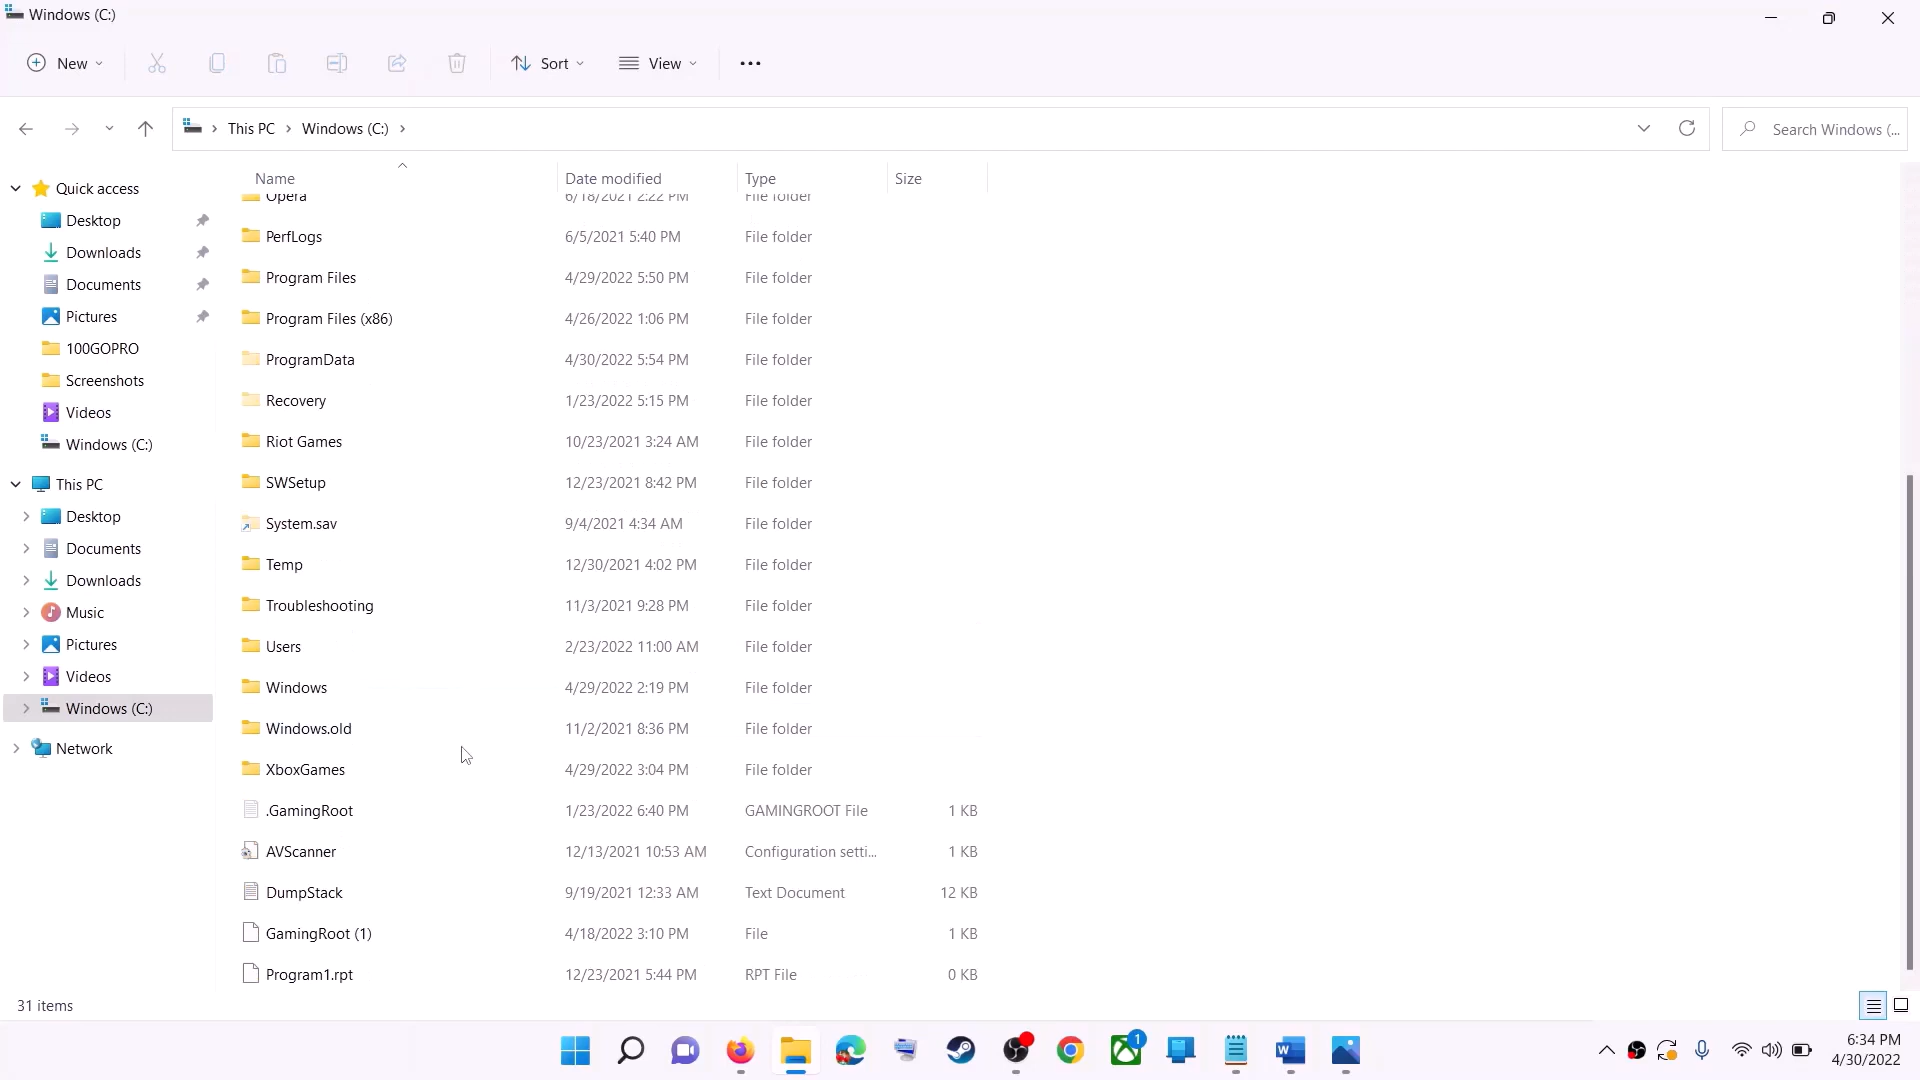 Windows (C:)
New
Sort
View
This PC
Windows (C:)
Search Windows (...
Name
Date modified
Type
Size
Quick access
Desktop
Downloads
Documents
Pictures
100GOPRO
Screenshots
Videos
Windows (C:)
This PC
Desktop
Documents
Downloads
Music
Pictures
Videos
Windows (C:)
Network
Opera 6/18/2021 2:22 PM File folder
PerfLogs 6/5/2021 5:40 PM File folder
Program Files 4/29/2022 5:50 PM File folder
Program Files (x86) 4/26/2022 1:06 PM File folder
ProgramData 4/30/2022 5:54 PM File folder
Recovery 1/23/2022 5:15 PM File folder
Riot Games 10/23/2021 3:24 AM File folder
SWSetup 12/23/2021 8:42 PM File folder
System.sav 9/4/2021 4:34 AM File folder
Temp 12/30/2021 4:02 PM File folder
Troubleshooting 11/3/2021 9:28 PM File folder
Users 2/23/2022 11:00 AM File folder
Windows 4/29/2022 2:19 PM File folder
Windows.old 11/2/2021 8:36 PM File folder
XboxGames 4/29/2022 3:04 PM File folder
.GamingRoot 1/23/2022 6:40 PM GAMINGROOT File 1 KB
AVScanner 12/13/2021 10:53 AM Configuration setti... 1 KB
DumpStack 9/19/2021 12:33 AM Text Document 12 KB
GamingRoot (1) 4/18/2022 3:10 PM File 1 KB
Program1.rpt 12/23/2021 5:44 PM RPT File 0 KB
31 items
1
6:34 PM
4/30/2022